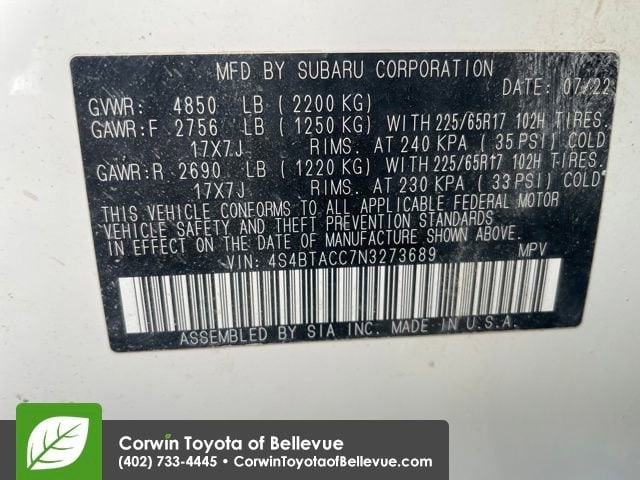 MFD BY SUBARU CORPORATION
DATE: 07/22
GVWR: 4850 LB (2200 KG)
GAWR:F 2756 LB (1250 KG) WITH 225/65R17 102H TIRES.
17X7J RIMS. AT 240 KPA (35 PSI) COLD
GAWR:R 2690 LB (1220 KG) WITH 225/65R17 102H TIRES.
17X7J RIMS. AT 230 KPA (33 PSI) COLD
THIS VEHICLE CONFORMS TO ALL APPLICABLE FEDERAL MOTOR
VEHICLE SAFETY AND THEFT PREVENTION STANDARDS
IN EFFECT ON THE DATE OF MANUFACTURE SHOWN ABOVE.
VIN: 4S4BTACC7N3273689 MPV
ASSEMBLED BY SIA INC. MADE IN U.S.A.
Corwin Toyota of Bellevue
(402) 733-4445 • CorwinToyotaofBellevue.com